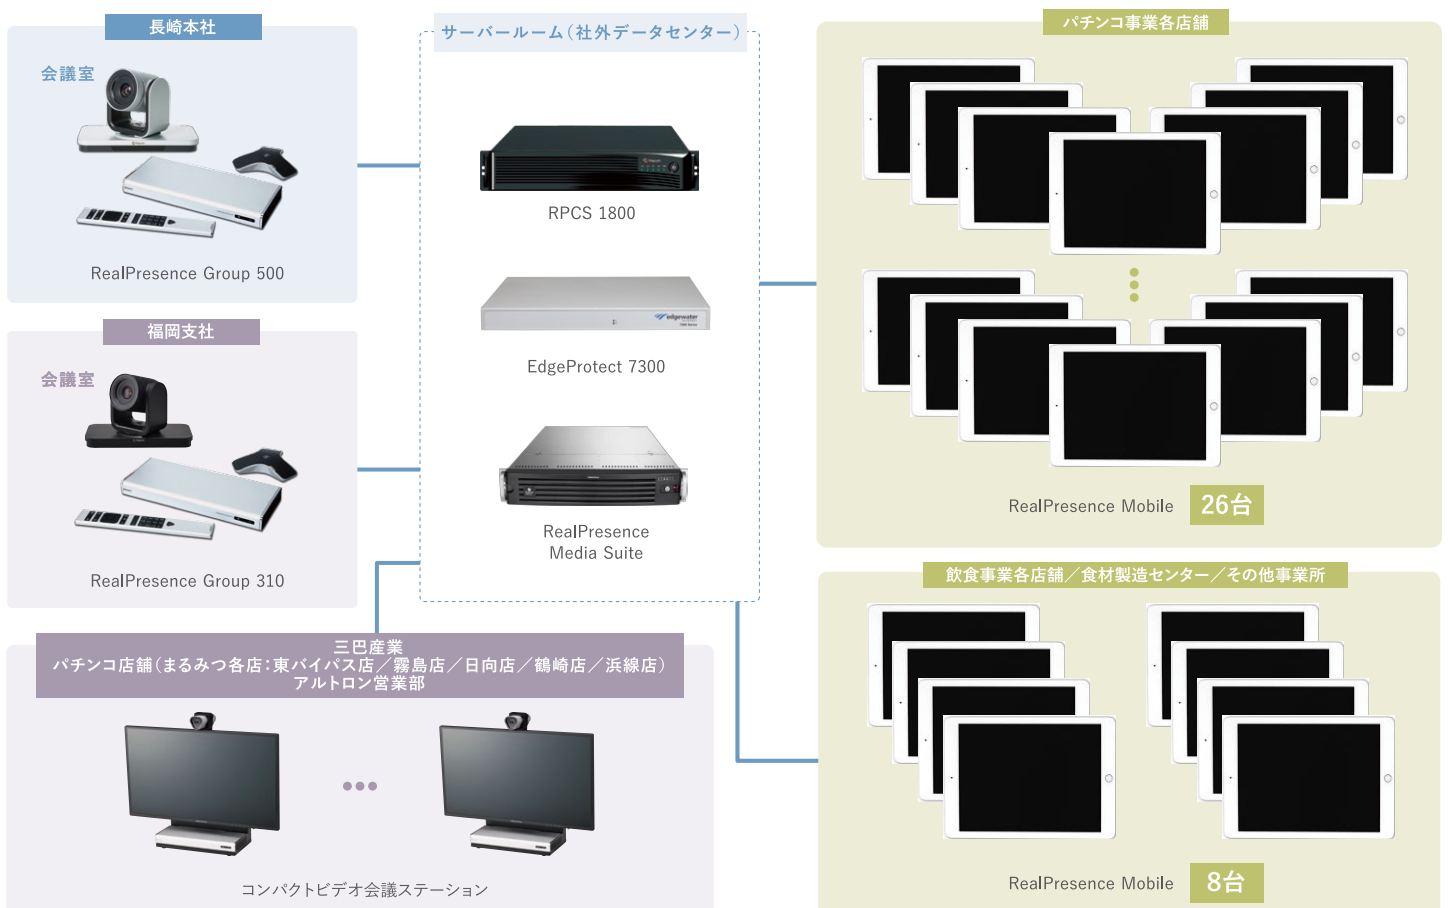 長崎本社
会議室
RealPresence Group 500
福岡支社
会議室
RealPresence Group 310
サーバールーム（社外データセンター）
RPCS 1800
edgewater
EdgeProtect 7300
RealPresence
Media Suite
三巴産業
パチンコ店舗（まるみつ各店：東バイパス店／霧島店／日向店／鶴崎店／浜線店）
アルトロン営業部
コンパクトビデオ会議ステーション
パチンコ事業各店舗
RealPresence Mobile 26台
飲食事業各店舗／食材製造センター／その他事業所
RealPresence Mobile 8台